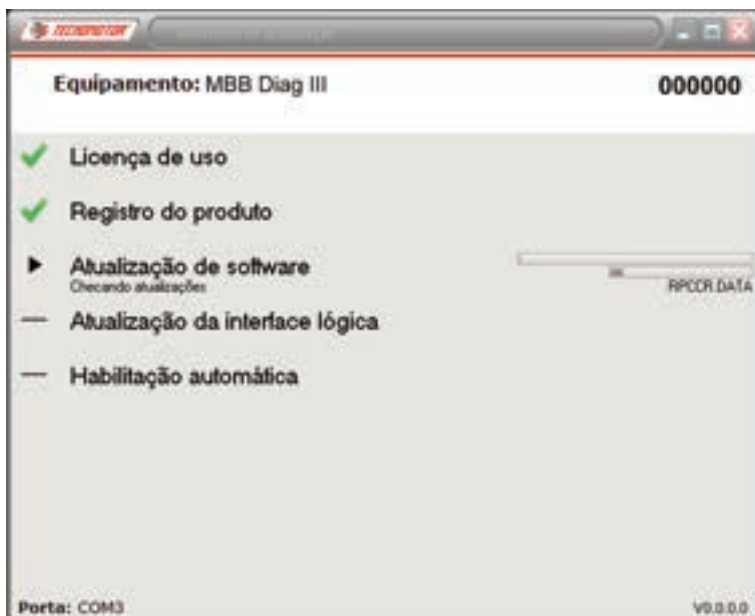 TECNOMOTOR
Equipamento: MBB Diag III 000000
Licença de uso
Registro do produto
Atualização de software
Checando atualizações
RPCCR.DATA
Atualização da interface lógica
Habilitação automática
Porta: COM3 V0.0.0.0